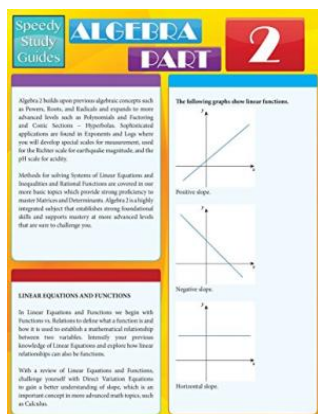 Speedy
Study
Guides
ALGEBRA
PART
2
Algebra 2 builds upon previous algebraic concepts such
as Powers, Roots, and Radicals and expands to more
advanced levels such as Polynomials and Factoring
and Conic Sections – Hyperbolas. Sophisticated
applications are found in Exponents and Logs where
you will develop special scales for measurement, used
for the Richter scale for earthquake magnitude, and the
pH scale for acidity.
Methods for solving Systems of Linear Equations and
Inequalities and Rational Functions are covered in our
more basic topics which provide strong proficiency to
master Matrices and Determinants. Algebra 2 is a highly
integrated subject that establishes strong foundational
skills and supports mastery at more advanced levels
that are sure to challenge you.
LINEAR EQUATIONS AND FUNCTIONS
In Linear Equations and Functions we begin with
Functions vs. Relations to define what a function is and
how it is used to establish a mathematical relationship
between two variables. Intensify your previous
knowledge of Linear Equations and explore how linear
relationships can also be functions.
With a review of Linear Equations and Functions,
challenge yourself with Direct Variation Equations
to gain a better understanding of slope, which is an
important concept in more advanced math topics, such
as Calculus.
The following graphs show linear functions.
Positive slope.
Negative slope.
Horizontal slope.